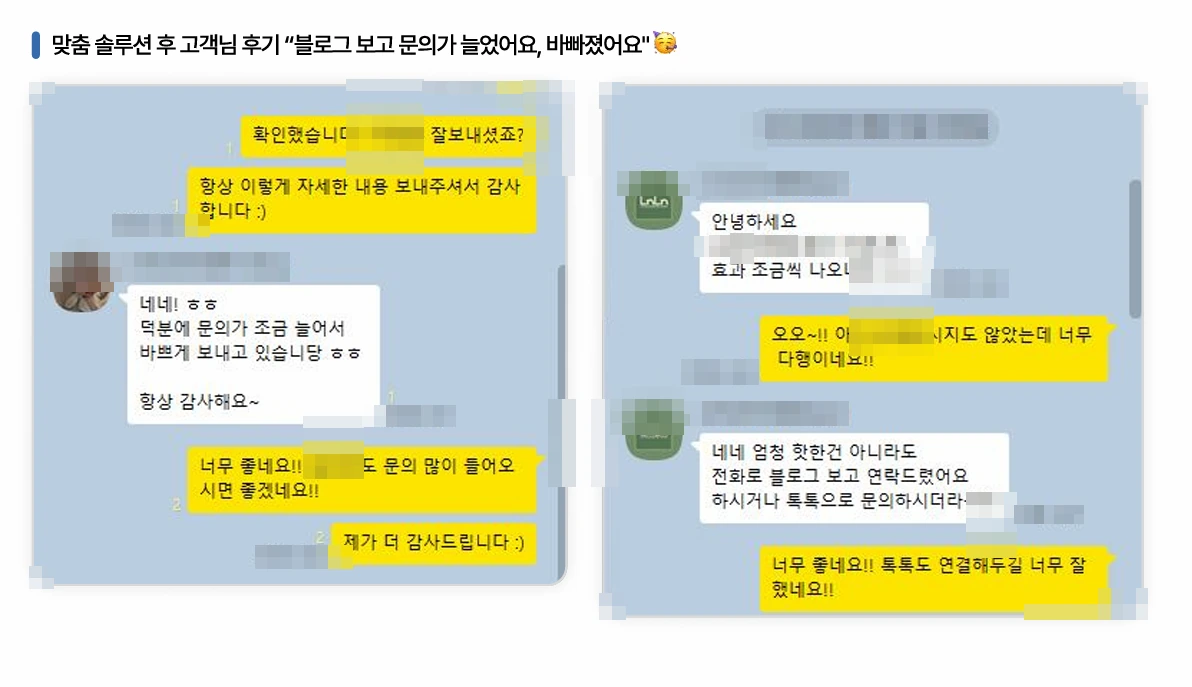 맞춤 솔루션 후 고객님 후기 “블로그 보고 문의가 늘었어요, 바빠졌어요"🥳
확인했습니다 잘보내셨죠?
1
항상 이렇게 자세한 내용 보내주셔서 감사
1
합니다 :)
네네! ㅎㅎ
덕분에 문의가 조금 늘어서
바쁘게 보내고 있습니당 ㅎㅎ
항상 감사해요~
1
너무 좋네요!! 도 문의 많이 들어오
시면 좋겠네요!!
2
2
제가 더 감사드립니다 :)
LnLn
안녕하세요
효과 조금씩
오오~!! 시지도 않았는데 너무
다행이네요!!
네네 엄청 핫한건 아니라도
전화로 블로그 보고 연락드렸어요
하시거나 톡톡으로 문의하시더라
너무 좋네요!! 톡톡도 연결해두길 너무 잘
했네요!!